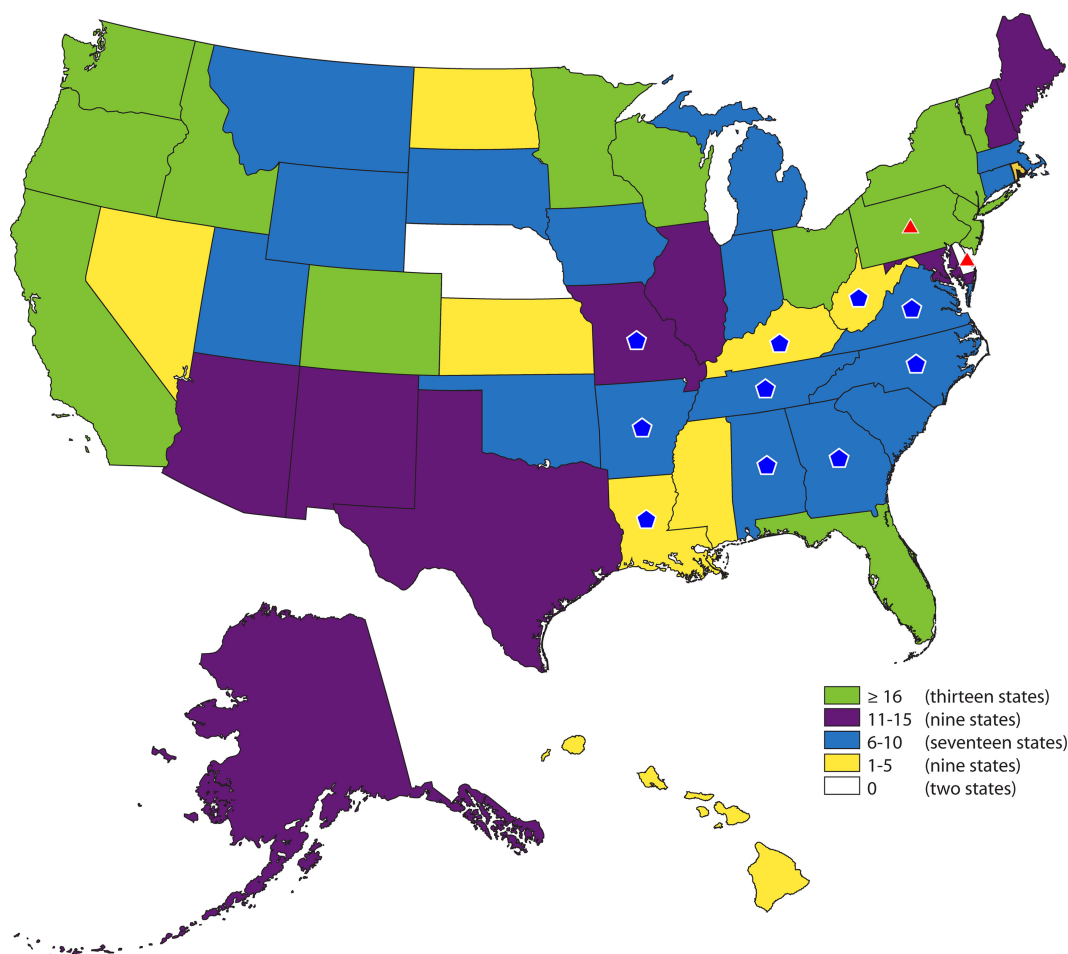 ≥ 16 (thirteen states)
11-15 (nine states)
6-10 (seventeen states)
1-5 (nine states)
0 (two states)